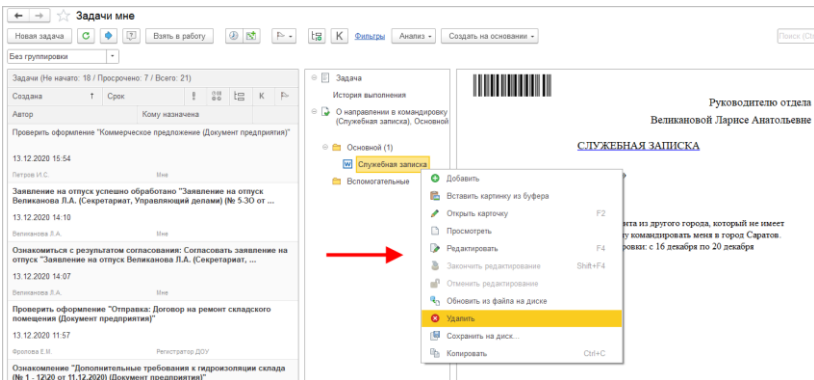 Задачи мне
Новая задача
Взять в работу
K
Фильтры
Анализ
Создать на основании
Поиск (Ctr
Без группировки
Задачи (Не начато: 18 / Просрочено: 7 / Всего: 21)
Создана ↑ Срок ! K
Автор Кому назначена
Проверить оформление "Коммерческое предложение (Документ предприятия)"
13.12.2020 15:54
Петров И.С. Мне
Заявление на отпуск успешно обработано "Заявление на отпуск
Великанова Л.А. (Секретариат, Управляющий делами) (№ 5-ЗО от ...
13.12.2020 14:10
Великанова Л.А. Мне
Ознакомиться с результатом согласования: Согласовать заявление на
отпуск "Заявление на отпуск Великанова Л.А. (Секретариат, ...
13.12.2020 14:07
Великанова Л.А. Мне
Проверить оформление "Отправка: Договор на ремонт складского
помещения (Документ предприятия)"
13.12.2020 11:57
Фролова Е.М. Регистратор ДОУ
Ознакомление "Дополнительные требования к гидроизоляции склада
(№ 1 - 12\20 от 11.12.2020) (Документ предприятия)"
Задача
История выполнения
О направлении в командировку
(Служебная записка), Основной
Основной (1)
Служебная записка
Вспомогательные
Добавить
Вставить картинку из буфера
Открыть карточку F2
Просмотреть
Редактировать F4
Закончить редактирование Shift+F4
Отменить редактирование
Обновить из файла на диске
Удалить
Сохранить на диск...
Копировать Ctrl+C
Руководителю отдела
Великановой Ларисе Анатольевне
СЛУЖЕБНАЯ ЗАПИСКА
из другого города, который не имеет
командировать меня в город Саратов.
с 16 декабря по 20 декабря